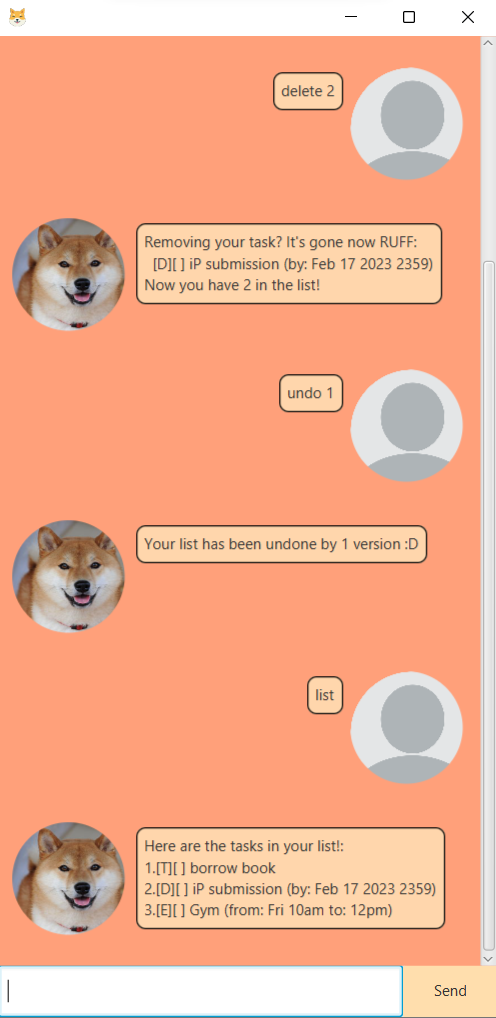 delete 2
Removing your task? It's gone now RUFF:
[D][ ] iP submission (by: Feb 17 2023 2359)
Now you have 2 in the list!
undo 1
Your list has been undone by 1 version :D
list
Here are the tasks in your list!:
1.[T][ ] borrow book
2.[D][ ] iP submission (by: Feb 17 2023 2359)
3.[E][ ] Gym (from: Fri 10am to: 12pm)
Send